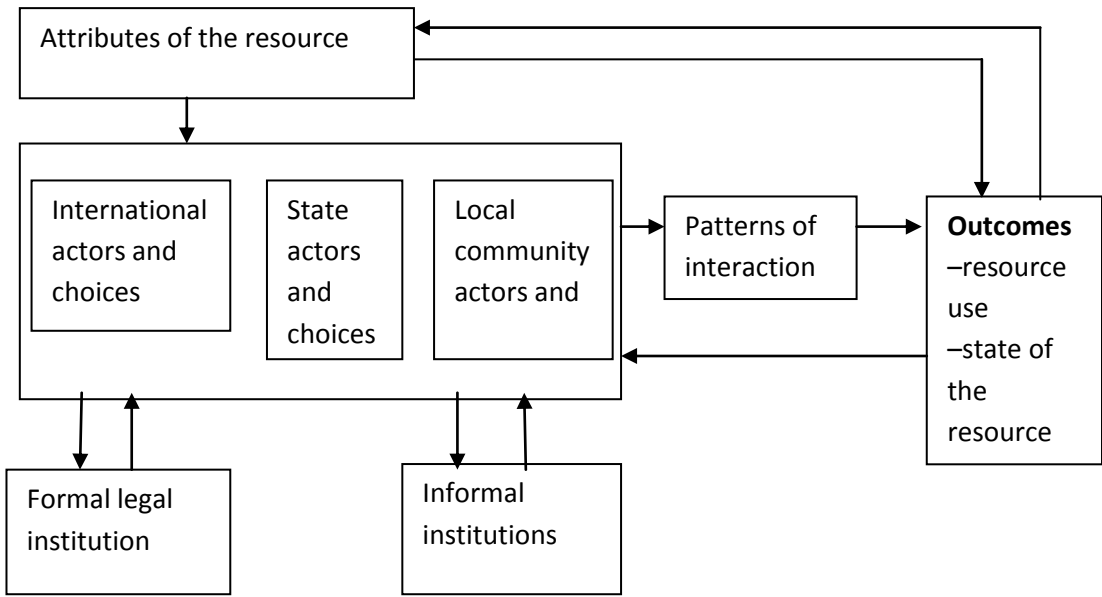 Attributes of the resource
International
actors and
choices
State
actors
and
choices
Local
community
actors and
Patterns of
interaction
Outcomes
–resource
use
–state of
the
resource
Formal legal
institution
Informal
institutions